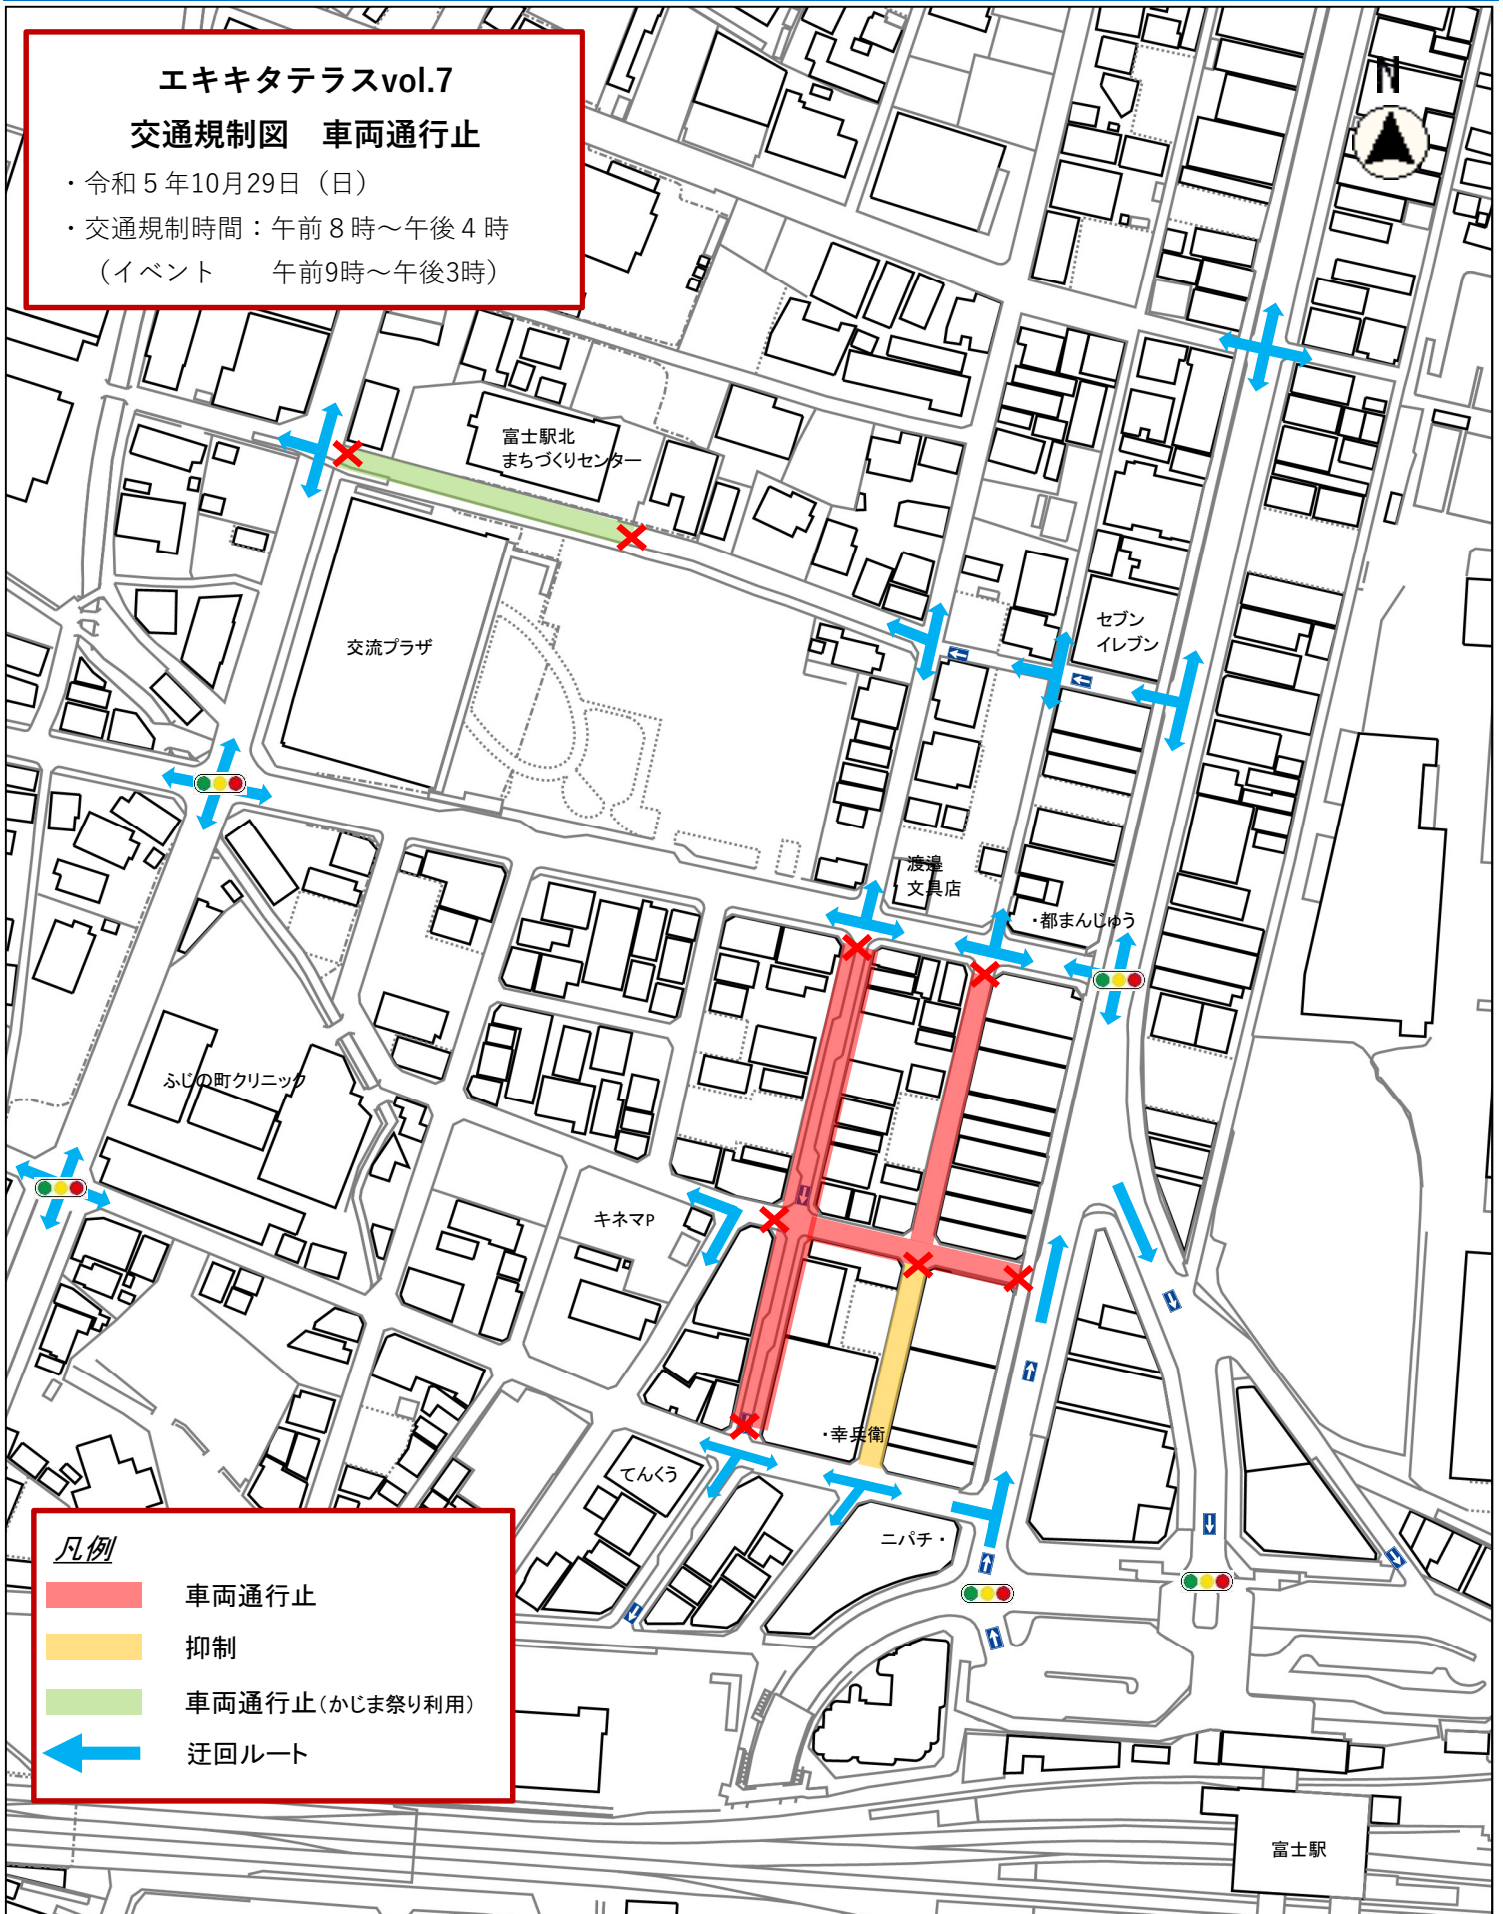 エキキタテラスvol.7
交通規制図　車両通行止
・令和５年10月29日（日）
・交通規制時間：午前８時～午後４時
（イベント　　午前9時～午後3時）
N
富士駅北
まちづくりセンター
セブン
イレブン
交流プラザ
渡邉
文具店
・都まんじゅう
ふじの町クリニック
キネマP
・幸兵衛
てんくう
ニパチ・
凡例
車両通行止
抑制
車両通行止（かじま祭り利用）
迂回ルート
富士駅